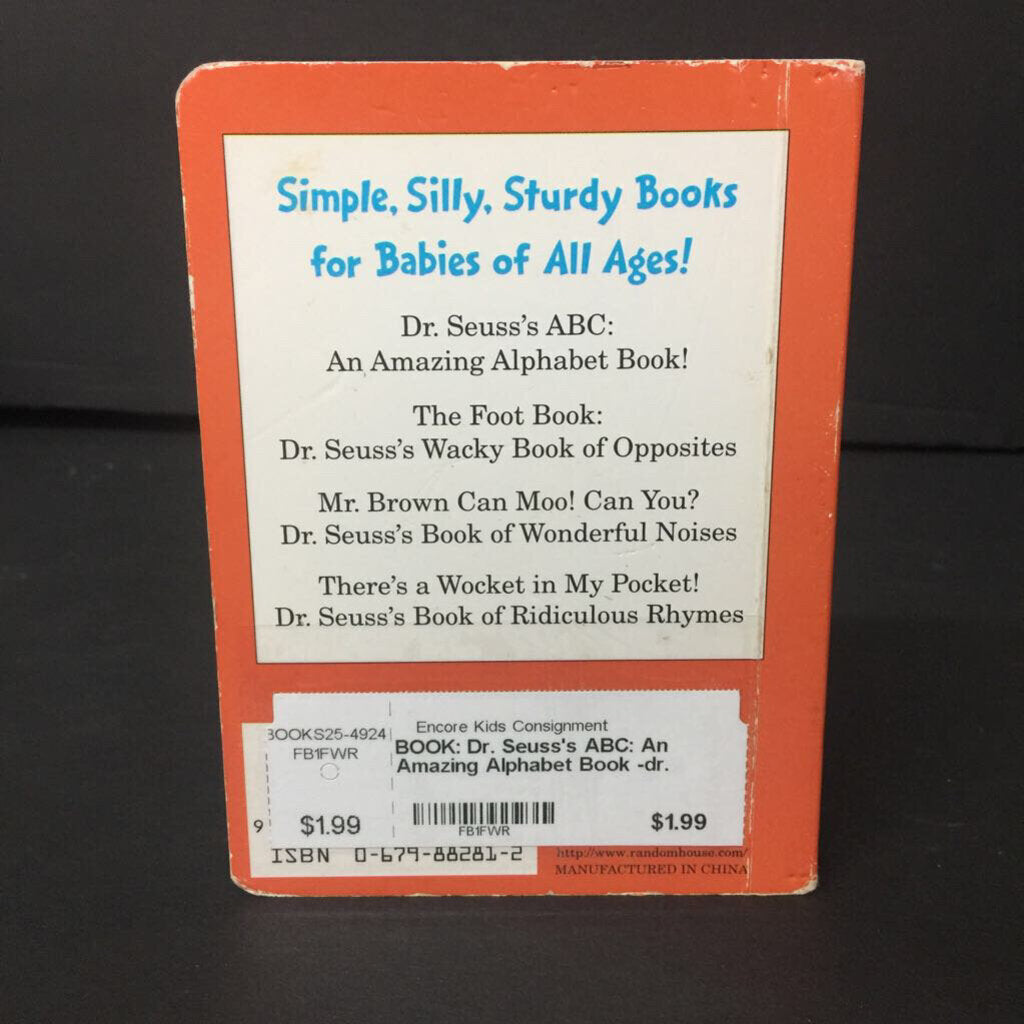 Simple, Silly, Sturdy Books
for Babies of All Ages!
Dr. Seuss's ABC:
An Amazing Alphabet Book!
The Foot Book:
Dr. Seuss's Wacky Book of Opposites
Mr. Brown Can Moo! Can You?
Dr. Seuss's Book of Wonderful Noises
There's a Wocket in My Pocket!
Dr. Seuss's Book of Ridiculous Rhymes
BOOKS25-4924
FB1FWR
$1.99
Encore Kids Consignment
BOOK: Dr. Seuss's ABC: An
Amazing Alphabet Book -dr.
FB1FWR
$1.99
9
ISBN 0-679-88281-2
http://www.randomhouse.com/
MANUFACTURED IN CHINA